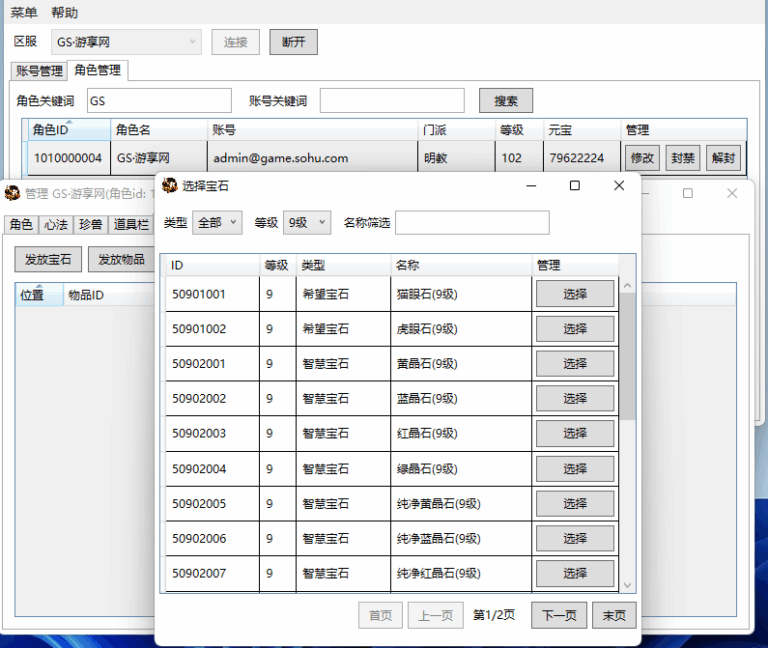 菜单 帮助
区服 GS-游享网 连接 断开
账号管理 角色管理
角色关键词 GS 账号关键词 搜索
角色ID 角色名 账号 门派 等级 元宝 管理
1010000004 GS-游享网 admin@game.sohu.com 明教 102 79622224 修改 封禁 解封
管理 GS-游享网(角色id: 1
角色 心法 珍兽 道具栏
发放宝石 发放物品
位置 物品ID
选择宝石
类型 全部 等级 9级 名称筛选
ID 等级 类型 名称 管理
50901001 9 希望宝石 猫眼石(9级) 选择
50901002 9 希望宝石 虎眼石(9级) 选择
50902001 9 智慧宝石 黄晶石(9级) 选择
50902002 9 智慧宝石 蓝晶石(9级) 选择
50902003 9 智慧宝石 红晶石(9级) 选择
50902004 9 智慧宝石 绿晶石(9级) 选择
50902005 9 智慧宝石 纯净黄晶石(9级) 选择
50902006 9 智慧宝石 纯净蓝晶石(9级) 选择
50902007 9 智慧宝石 纯净红晶石(9级) 选择
首页 上一页 第1/2页 下一页 末页